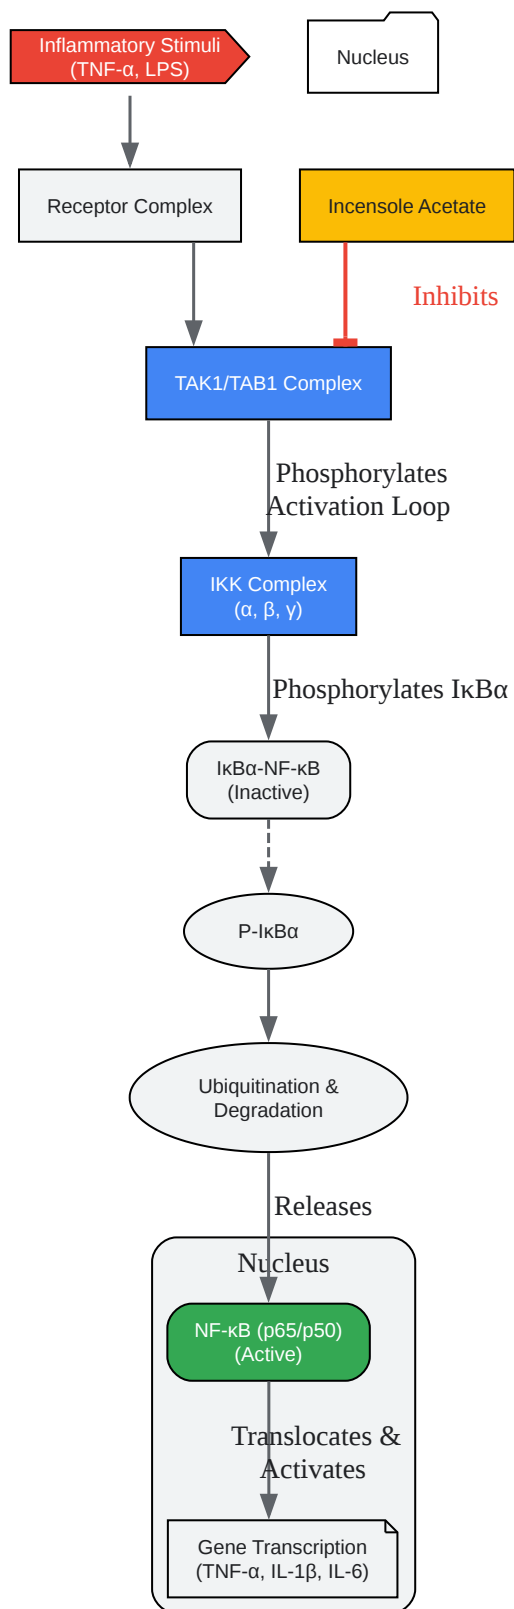 Inflammatory Stimuli
(TNF-α, LPS)
Nucleus
Receptor Complex
Incensole Acetate
Inhibits
TAK1/TAB1 Complex
Phosphorylates
Activation Loop
IKK Complex
(α, β, γ)
Phosphorylates IκBα
IκBα-NF-κB
(Inactive)
P-IκBα
Ubiquitination &
Degradation
Releases
Nucleus
NF-κB (p65/p50)
(Active)
Translocates &
Activates
Gene Transcription
(TNF-α, IL-1β, IL-6)